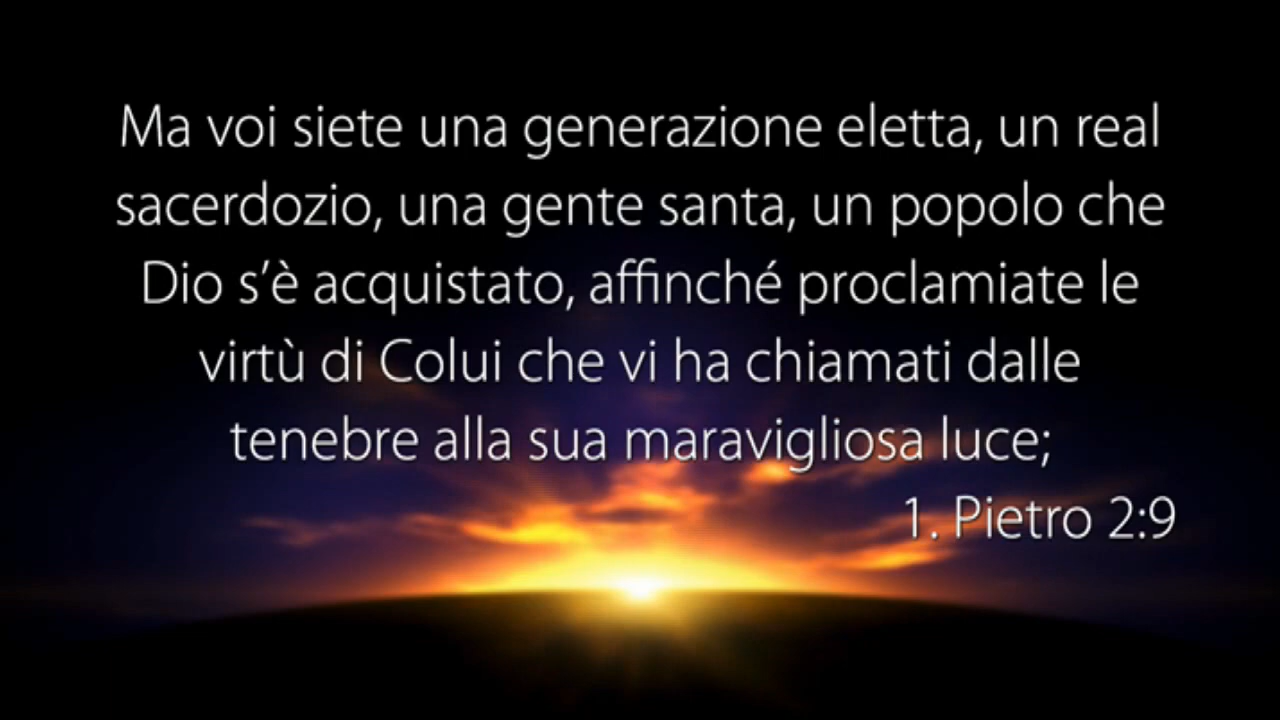 Ma voi siete una generazione eletta, un real
sacerdozio, una gente santa, un popolo che
Dio s’è acquistato, affinché proclamiate le
virtù di Colui che vi ha chiamati dalle
tenebre alla sua maravigliosa luce;
1. Pietro 2:9